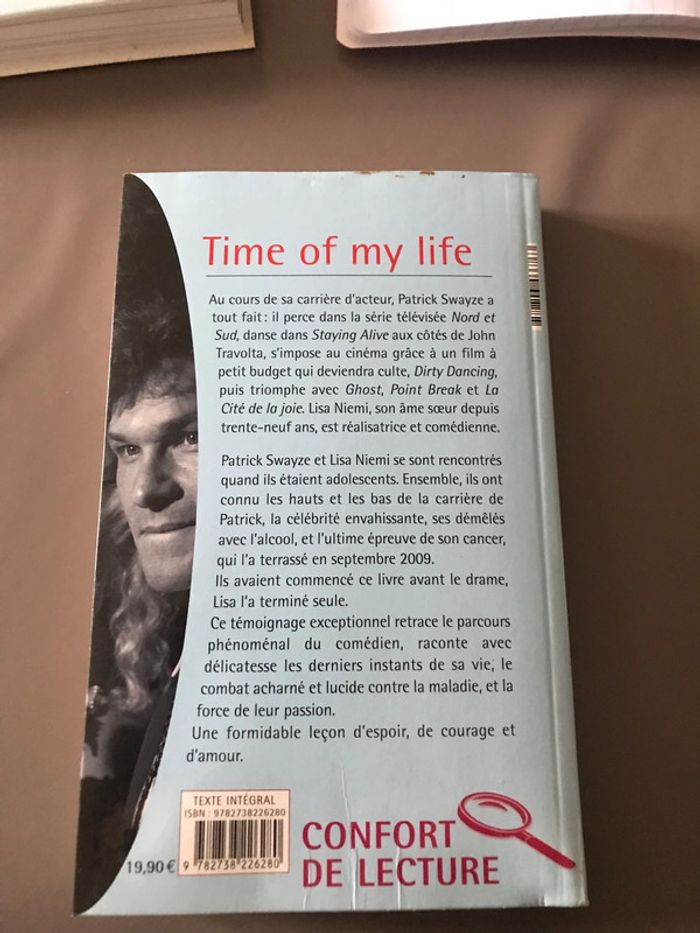 Time of my life
Au cours de sa carrière d'acteur, Patrick Swayze a
tout fait : il perce dans la série télévisée Nord et
Sud, danse dans Staying Alive aux côtés de John
Travolta, s'impose au cinéma grâce à un film à
petit budget qui deviendra culte, Dirty Dancing,
puis triomphe avec Ghost, Point Break et La
Cité de la joie. Lisa Niemi, son âme sœur depuis
trente-neuf ans, est réalisatrice et comédienne.
Patrick Swayze et Lisa Niemi se sont rencontrés
quand ils étaient adolescents. Ensemble, ils ont
connu les hauts et les bas de la carrière de
Patrick, la célébrité envahissante, ses démêlés
avec l'alcool, et l'ultime épreuve de son cancer,
qui l'a terrassé en septembre 2009.
Ils avaient commencé ce livre avant le drame,
Lisa l'a terminé seule.
Ce témoignage exceptionnel retrace le parcours
phénoménal du comédien, raconte avec
délicatesse les derniers instants de sa vie, le
combat acharné et lucide contre la maladie, et la
force de leur passion.
Une formidable leçon d'espoir, de courage et
d'amour.
TEXTE INTÉGRAL
ISBN : 9782738226280
19,90 €
9 782738 226280
CONFORT
DE LECTURE